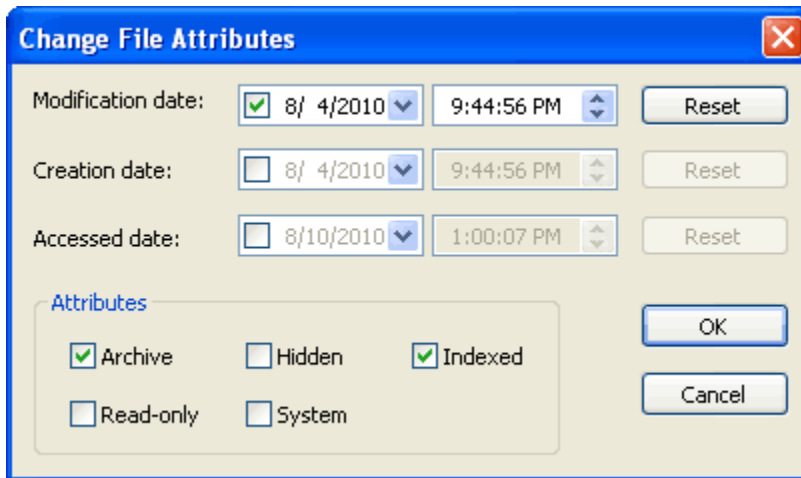 Change File Attributes
Modification date: 8/ 4/2010 9:44:56 PM Reset
Creation date: 8/ 4/2010 9:44:56 PM Reset
Accessed date: 8/10/2010 1:00:07 PM Reset
Attributes
Archive Hidden Indexed
Read-only System
OK
Cancel